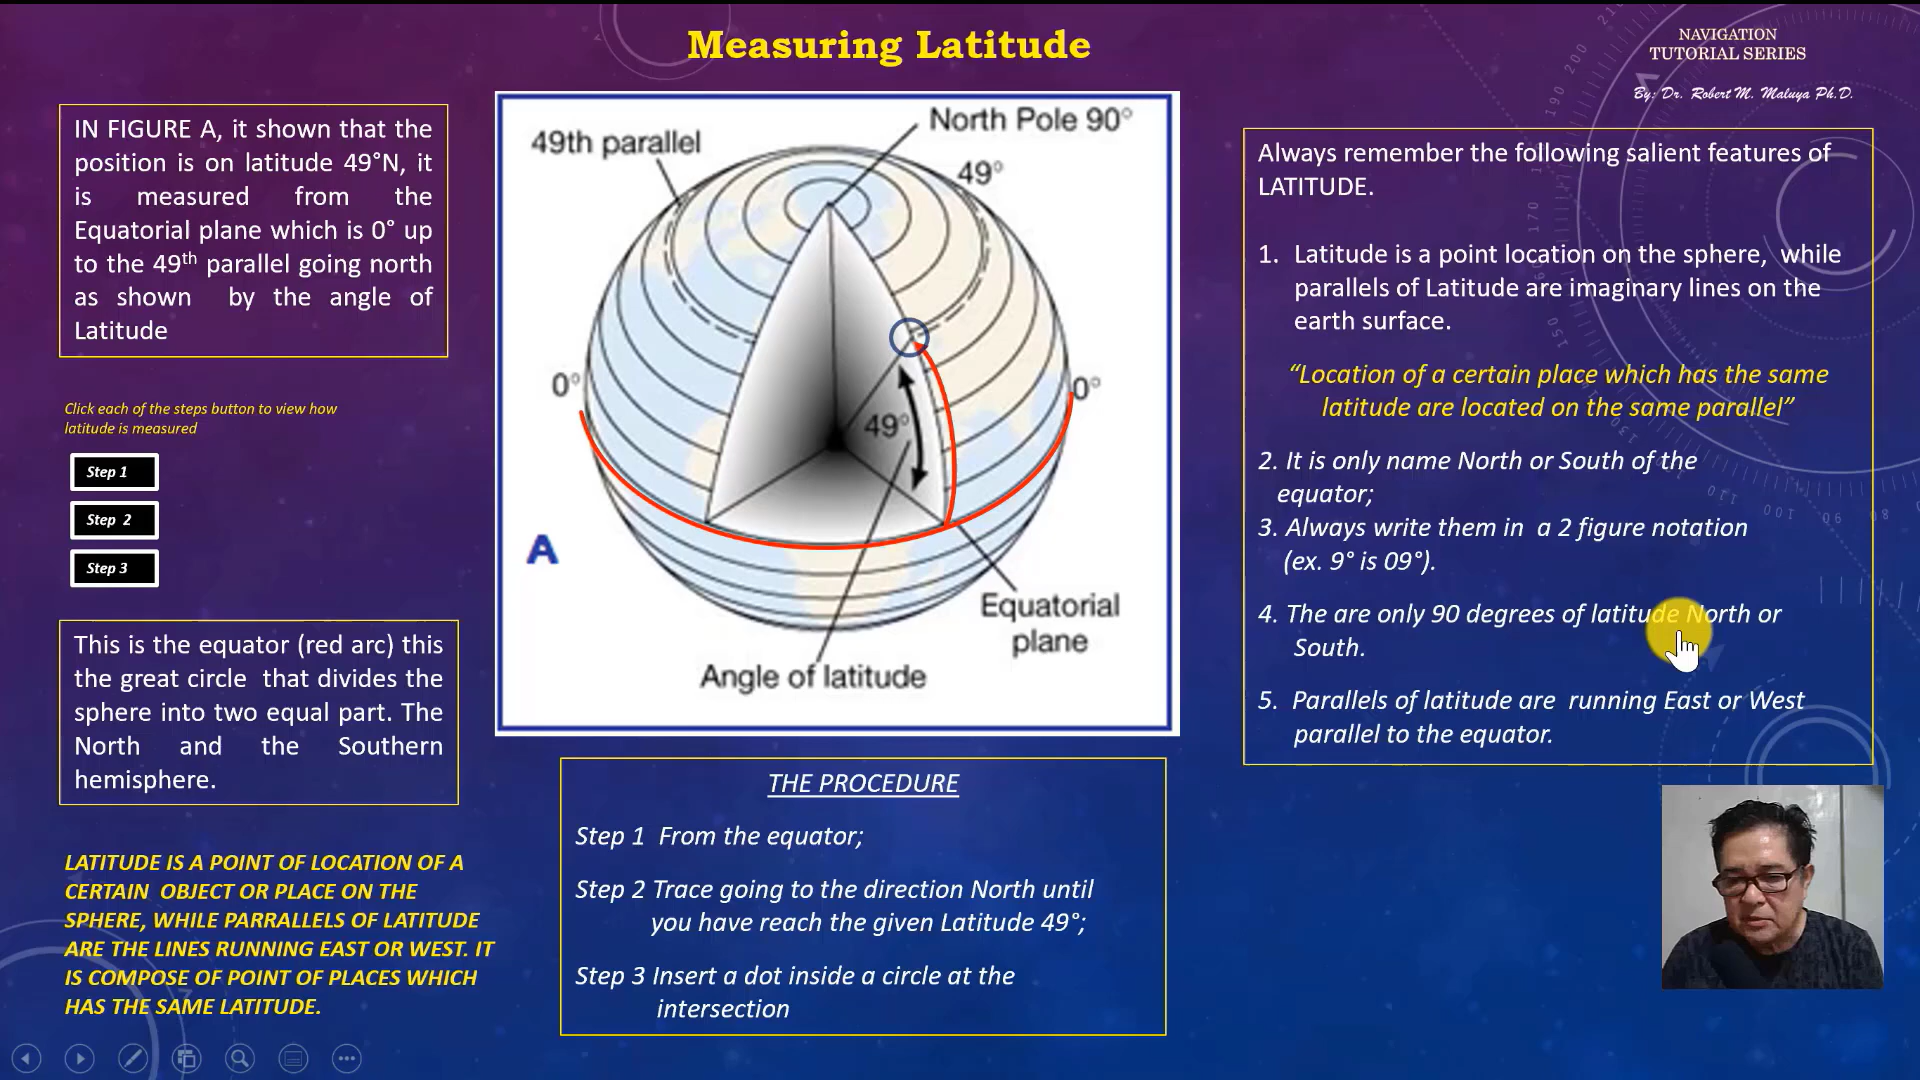 Measuring Latitude
NAVIGATION
TUTORIAL SERIES
By: Dr. Robert M. Maluya Ph.D.
IN FIGURE A, it shown that the
position is on latitude 49°N, it
is measured from the
Equatorial plane which is 0° up
to the 49th parallel going north
as shown by the angle of
Latitude
Click each of the steps button to view how
latitude is measured
Step 1
Step 2
Step 3
This is the equator (red arc) this
the great circle that divides the
sphere into two equal part. The
North and the Southern
hemisphere.
LATITUDE IS A POINT OF LOCATION OF A
CERTAIN OBJECT OR PLACE ON THE
SPHERE, WHILE PARRALLELS OF LATITUDE
ARE THE LINES RUNNING EAST OR WEST. IT
IS COMPOSE OF POINT OF PLACES WHICH
HAS THE SAME LATITUDE.
North Pole 90°
49th parallel
49°
0°
0°
49°
A
Equatorial
plane
Angle of latitude
THE PROCEDURE
Step 1 From the equator;
Step 2 Trace going to the direction North until
you have reach the given Latitude 49°;
Step 3 Insert a dot inside a circle at the
intersection
Always remember the following salient features of
LATITUDE.
1. Latitude is a point location on the sphere, while
parallels of Latitude are imaginary lines on the
earth surface.
“Location of a certain place which has the same
latitude are located on the same parallel”
2. It is only name North or South of the
equator;
3. Always write them in a 2 figure notation
(ex. 9° is 09°).
4. The are only 90 degrees of latitude North or
South.
5. Parallels of latitude are running East or West
parallel to the equator.
210
200
190
170
150
130
110
100
90
80